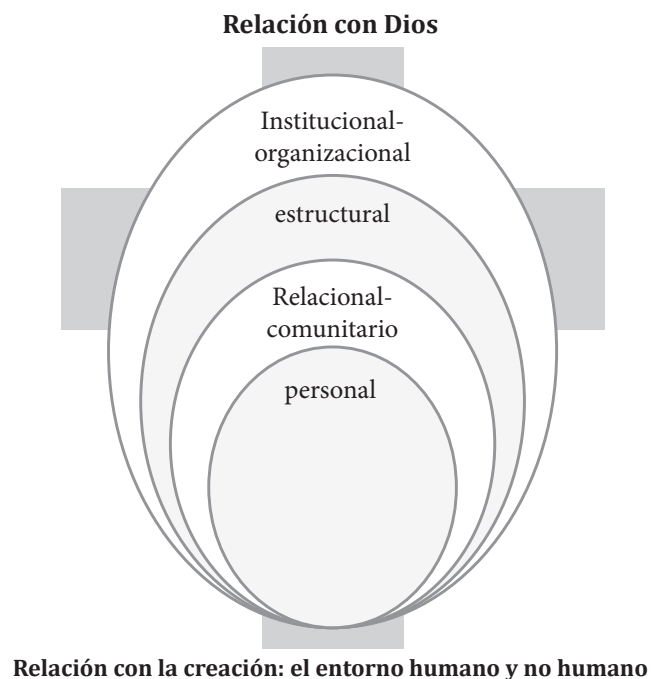 Relación con Dios
Institucional-
organizacional
estructural
Relacional-
comunitario
personal
Relación con la creación: el entorno humano y no humano